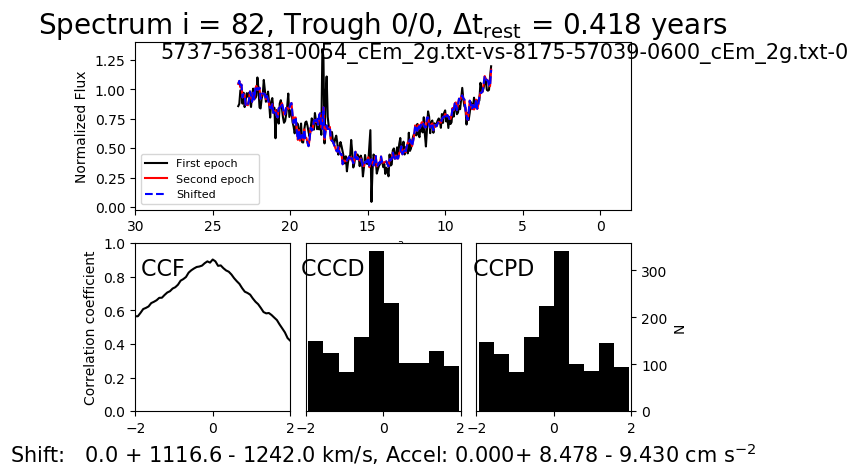 Spectrum i = 82, Trough 0/0, Δt_rest = 0.418 years
5737-56381-0054_cEm_2g.txt-vs-8175-57039-0600_cEm_2g.txt-0
Normalized Flux
1.25
1.00
0.75
0.50
0.25
0.00
First epoch
Second epoch
Shifted
30 25 20 15 10 5 0
Correlation coefficient
1.0
0.8
0.6
0.4
0.2
0.0
CCF
−2 0 2
CCCD
−2 0 2
CCPD
−2 0 2
300
200
100
0
N
Shift: 0.0 + 1116.6 - 1242.0 km/s, Accel: 0.000+ 8.478 - 9.430 cm s⁻²